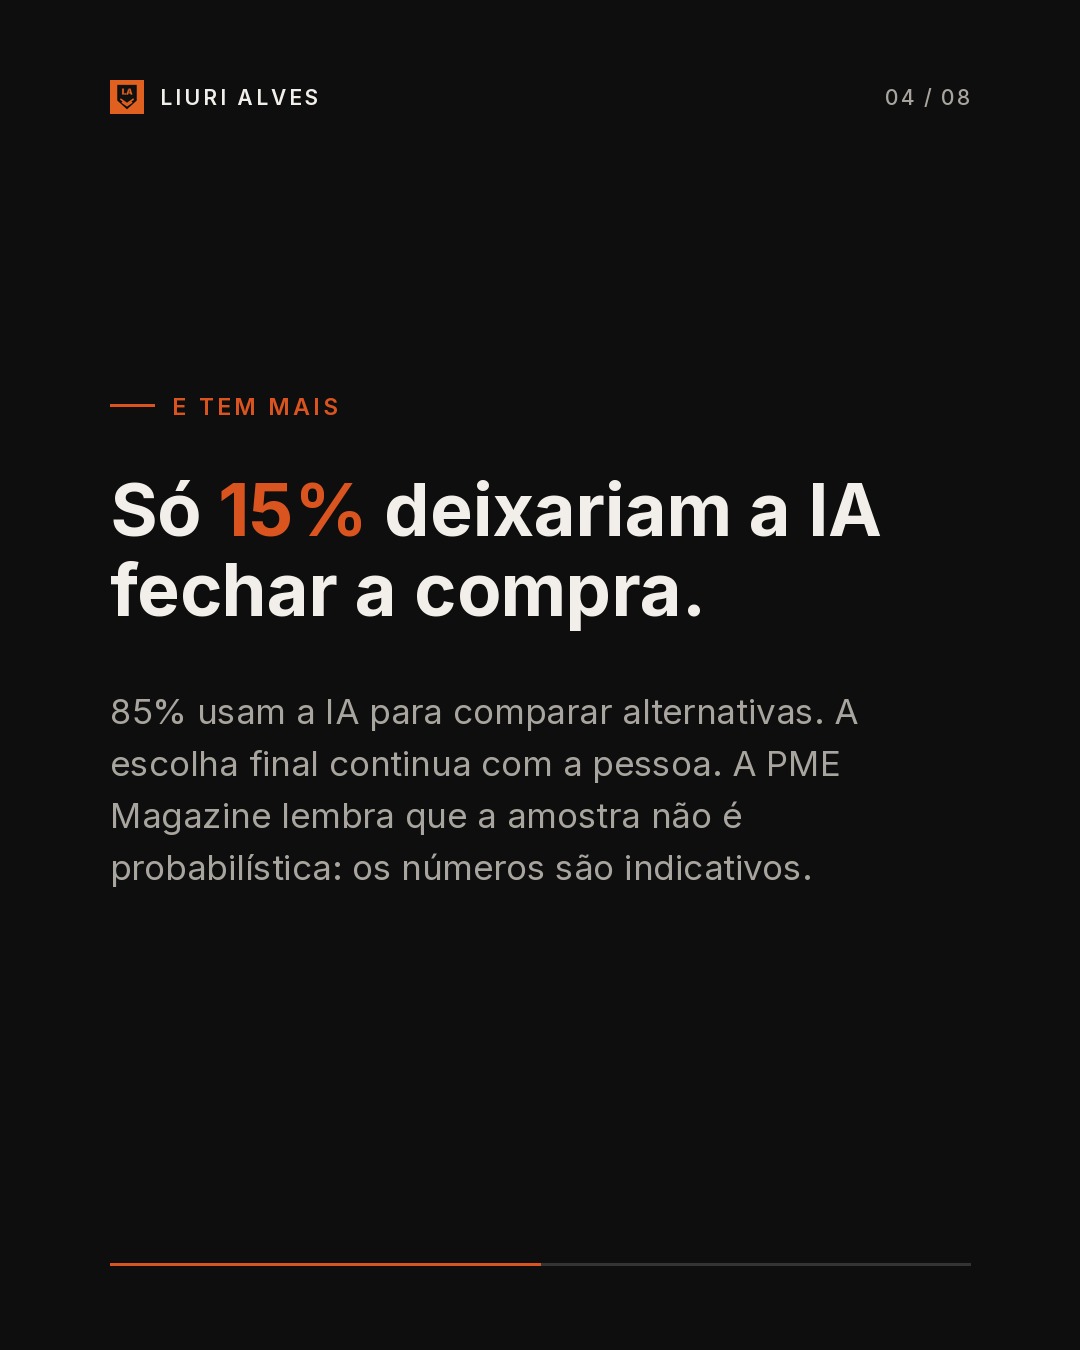 LA
LIURI ALVES
04 / 08
E TEM MAIS
Só 15% deixariam a IA
fechar a compra.
85% usam a IA para comparar alternativas. A
escolha final continua com a pessoa. A PME
Magazine lembra que a amostra não é
probabilística: os números são indicativos.